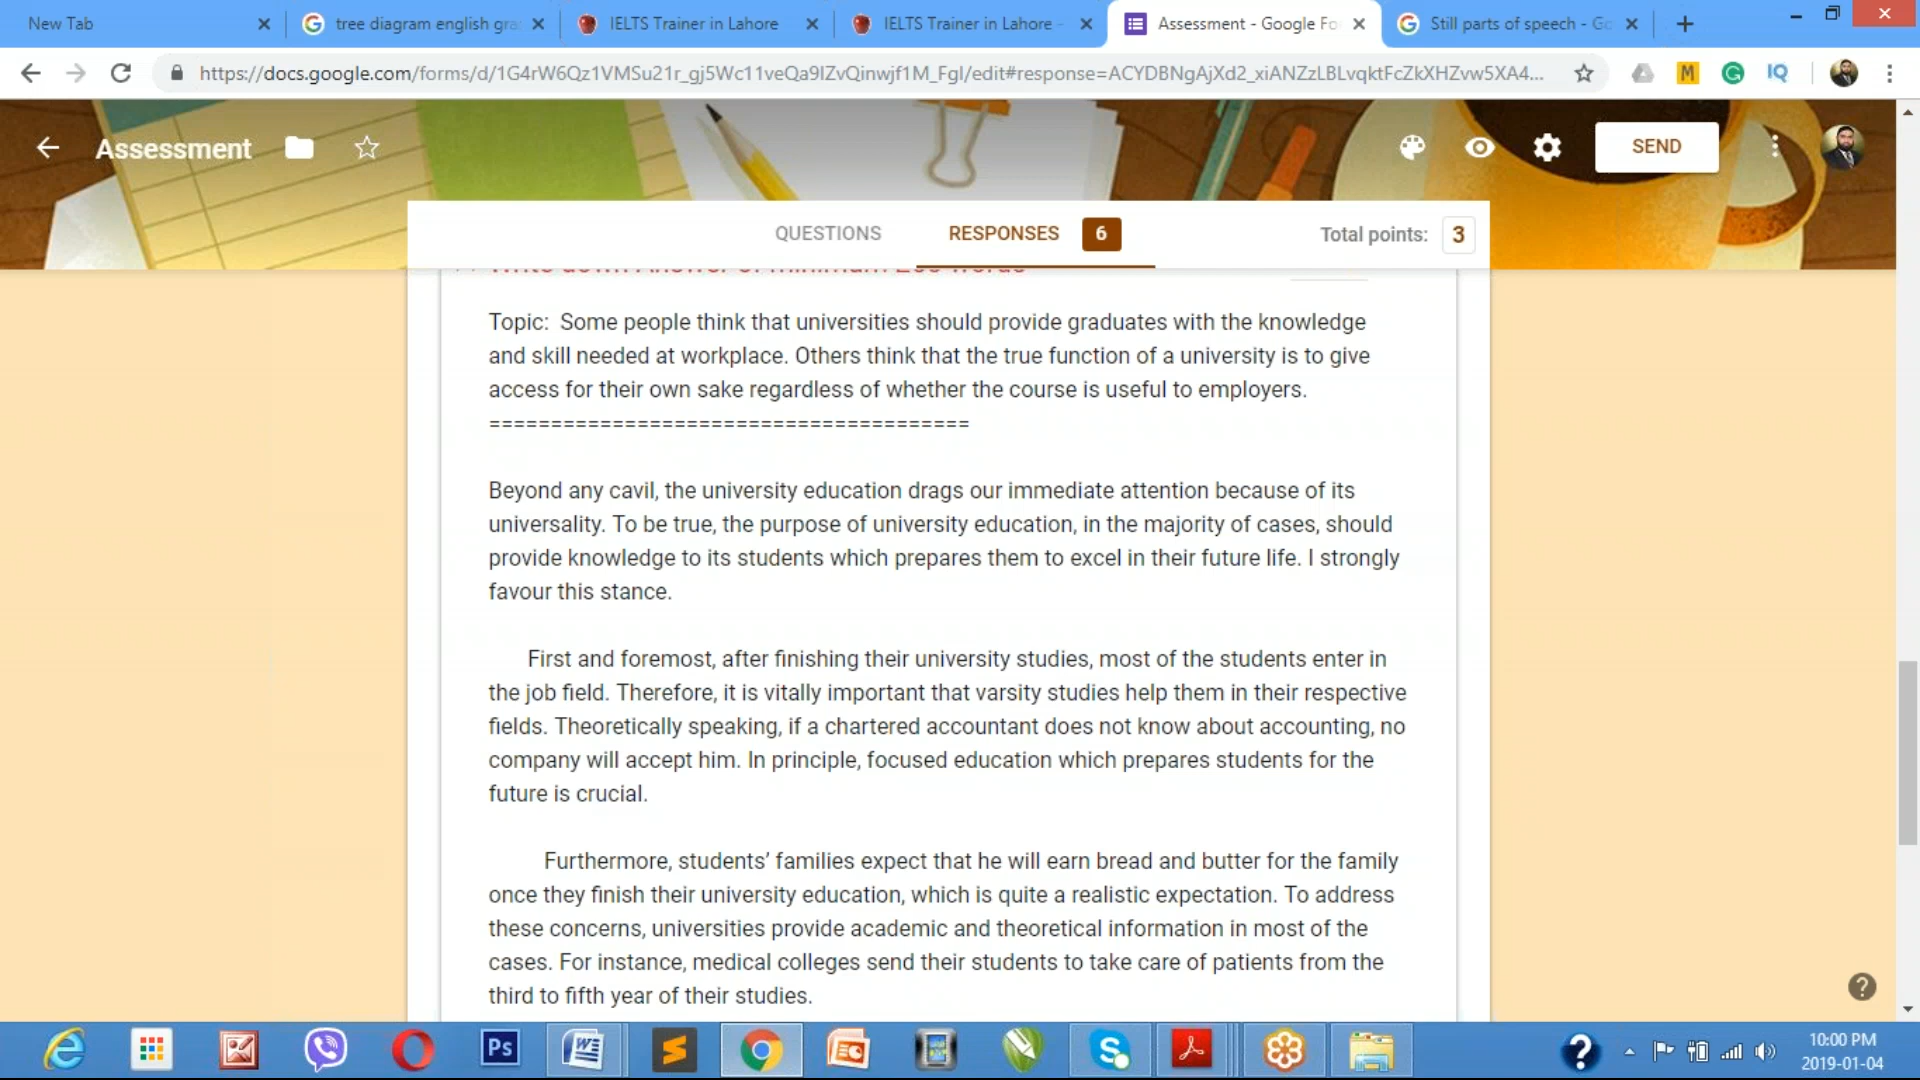 New Tab
tree diagram english gra
IELTS Trainer in Lahore
IELTS Trainer in Lahore -
Assessment - Google Fo
Still parts of speech - Go
https://docs.google.com/forms/d/1G4rW6Qz1VMSu21r_gj5Wc11veQa9IZvQinwjf1M_FgI/edit#response=ACYDBNgAjXd2_xiANZzLBLvqktFcZkXHZvw5XA4...
Assessment
SEND
QUESTIONS
RESPONSES 6
Total points: 3
Topic: Some people think that universities should provide graduates with the knowledge
and skill needed at workplace. Others think that the true function of a university is to give
access for their own sake regardless of whether the course is useful to employers.
=======================================
Beyond any cavil, the university education drags our immediate attention because of its
universality. To be true, the purpose of university education, in the majority of cases, should
provide knowledge to its students which prepares them to excel in their future life. I strongly
favour this stance.
First and foremost, after finishing their university studies, most of the students enter in
the job field. Therefore, it is vitally important that varsity studies help them in their respective
fields. Theoretically speaking, if a chartered accountant does not know about accounting, no
company will accept him. In principle, focused education which prepares students for the
future is crucial.
Furthermore, students’ families expect that he will earn bread and butter for the family
once they finish their university education, which is quite a realistic expectation. To address
these concerns, universities provide academic and theoretical information in most of the
cases. For instance, medical colleges send their students to take care of patients from the
third to fifth year of their studies.
10:00 PM
2019-01-04